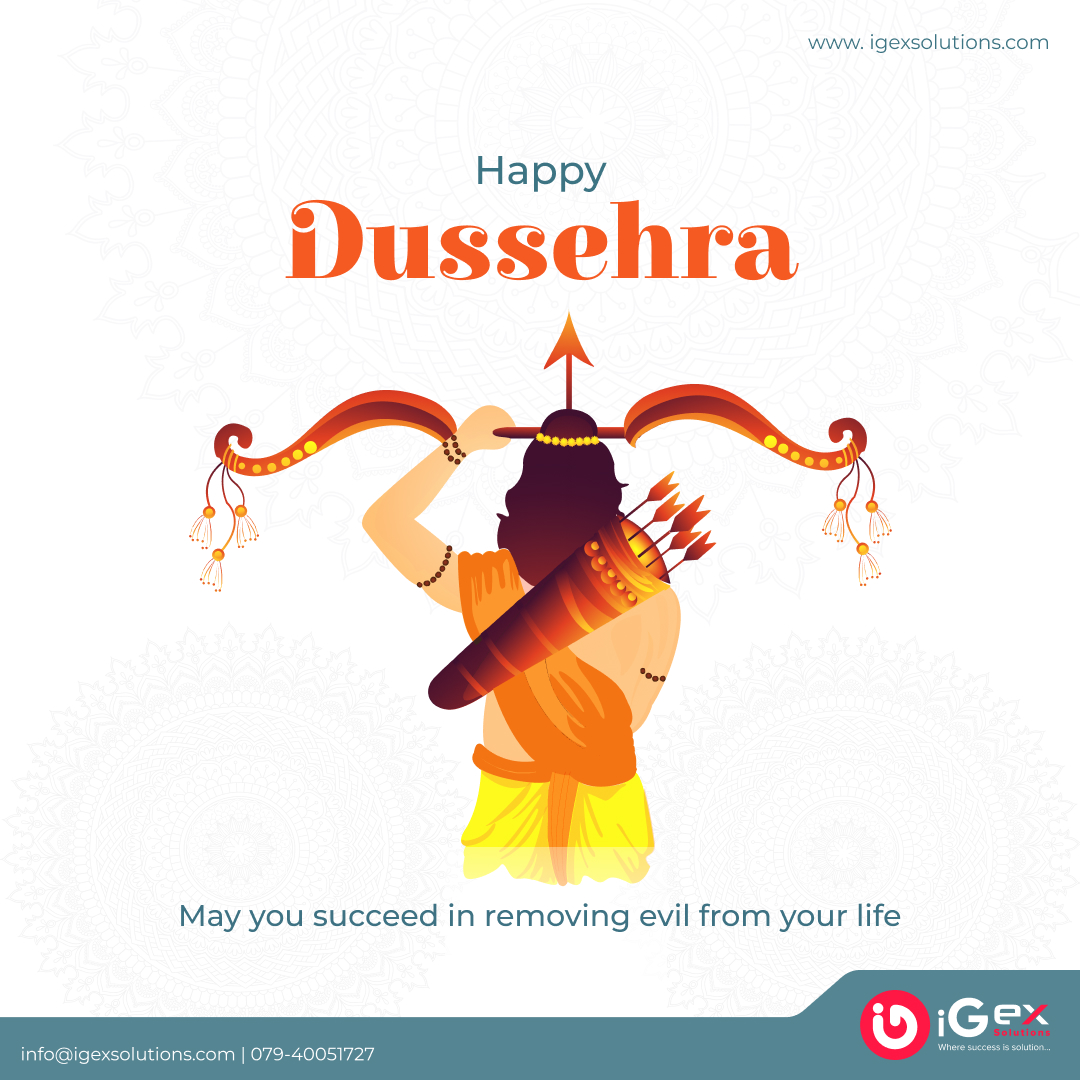 www. igexsolutions.com
Happy
Dussehra
May you succeed in removing evil from your life
iGex
Solutions
Where success is solution...
info@igexsolutions.com | 079-40051727